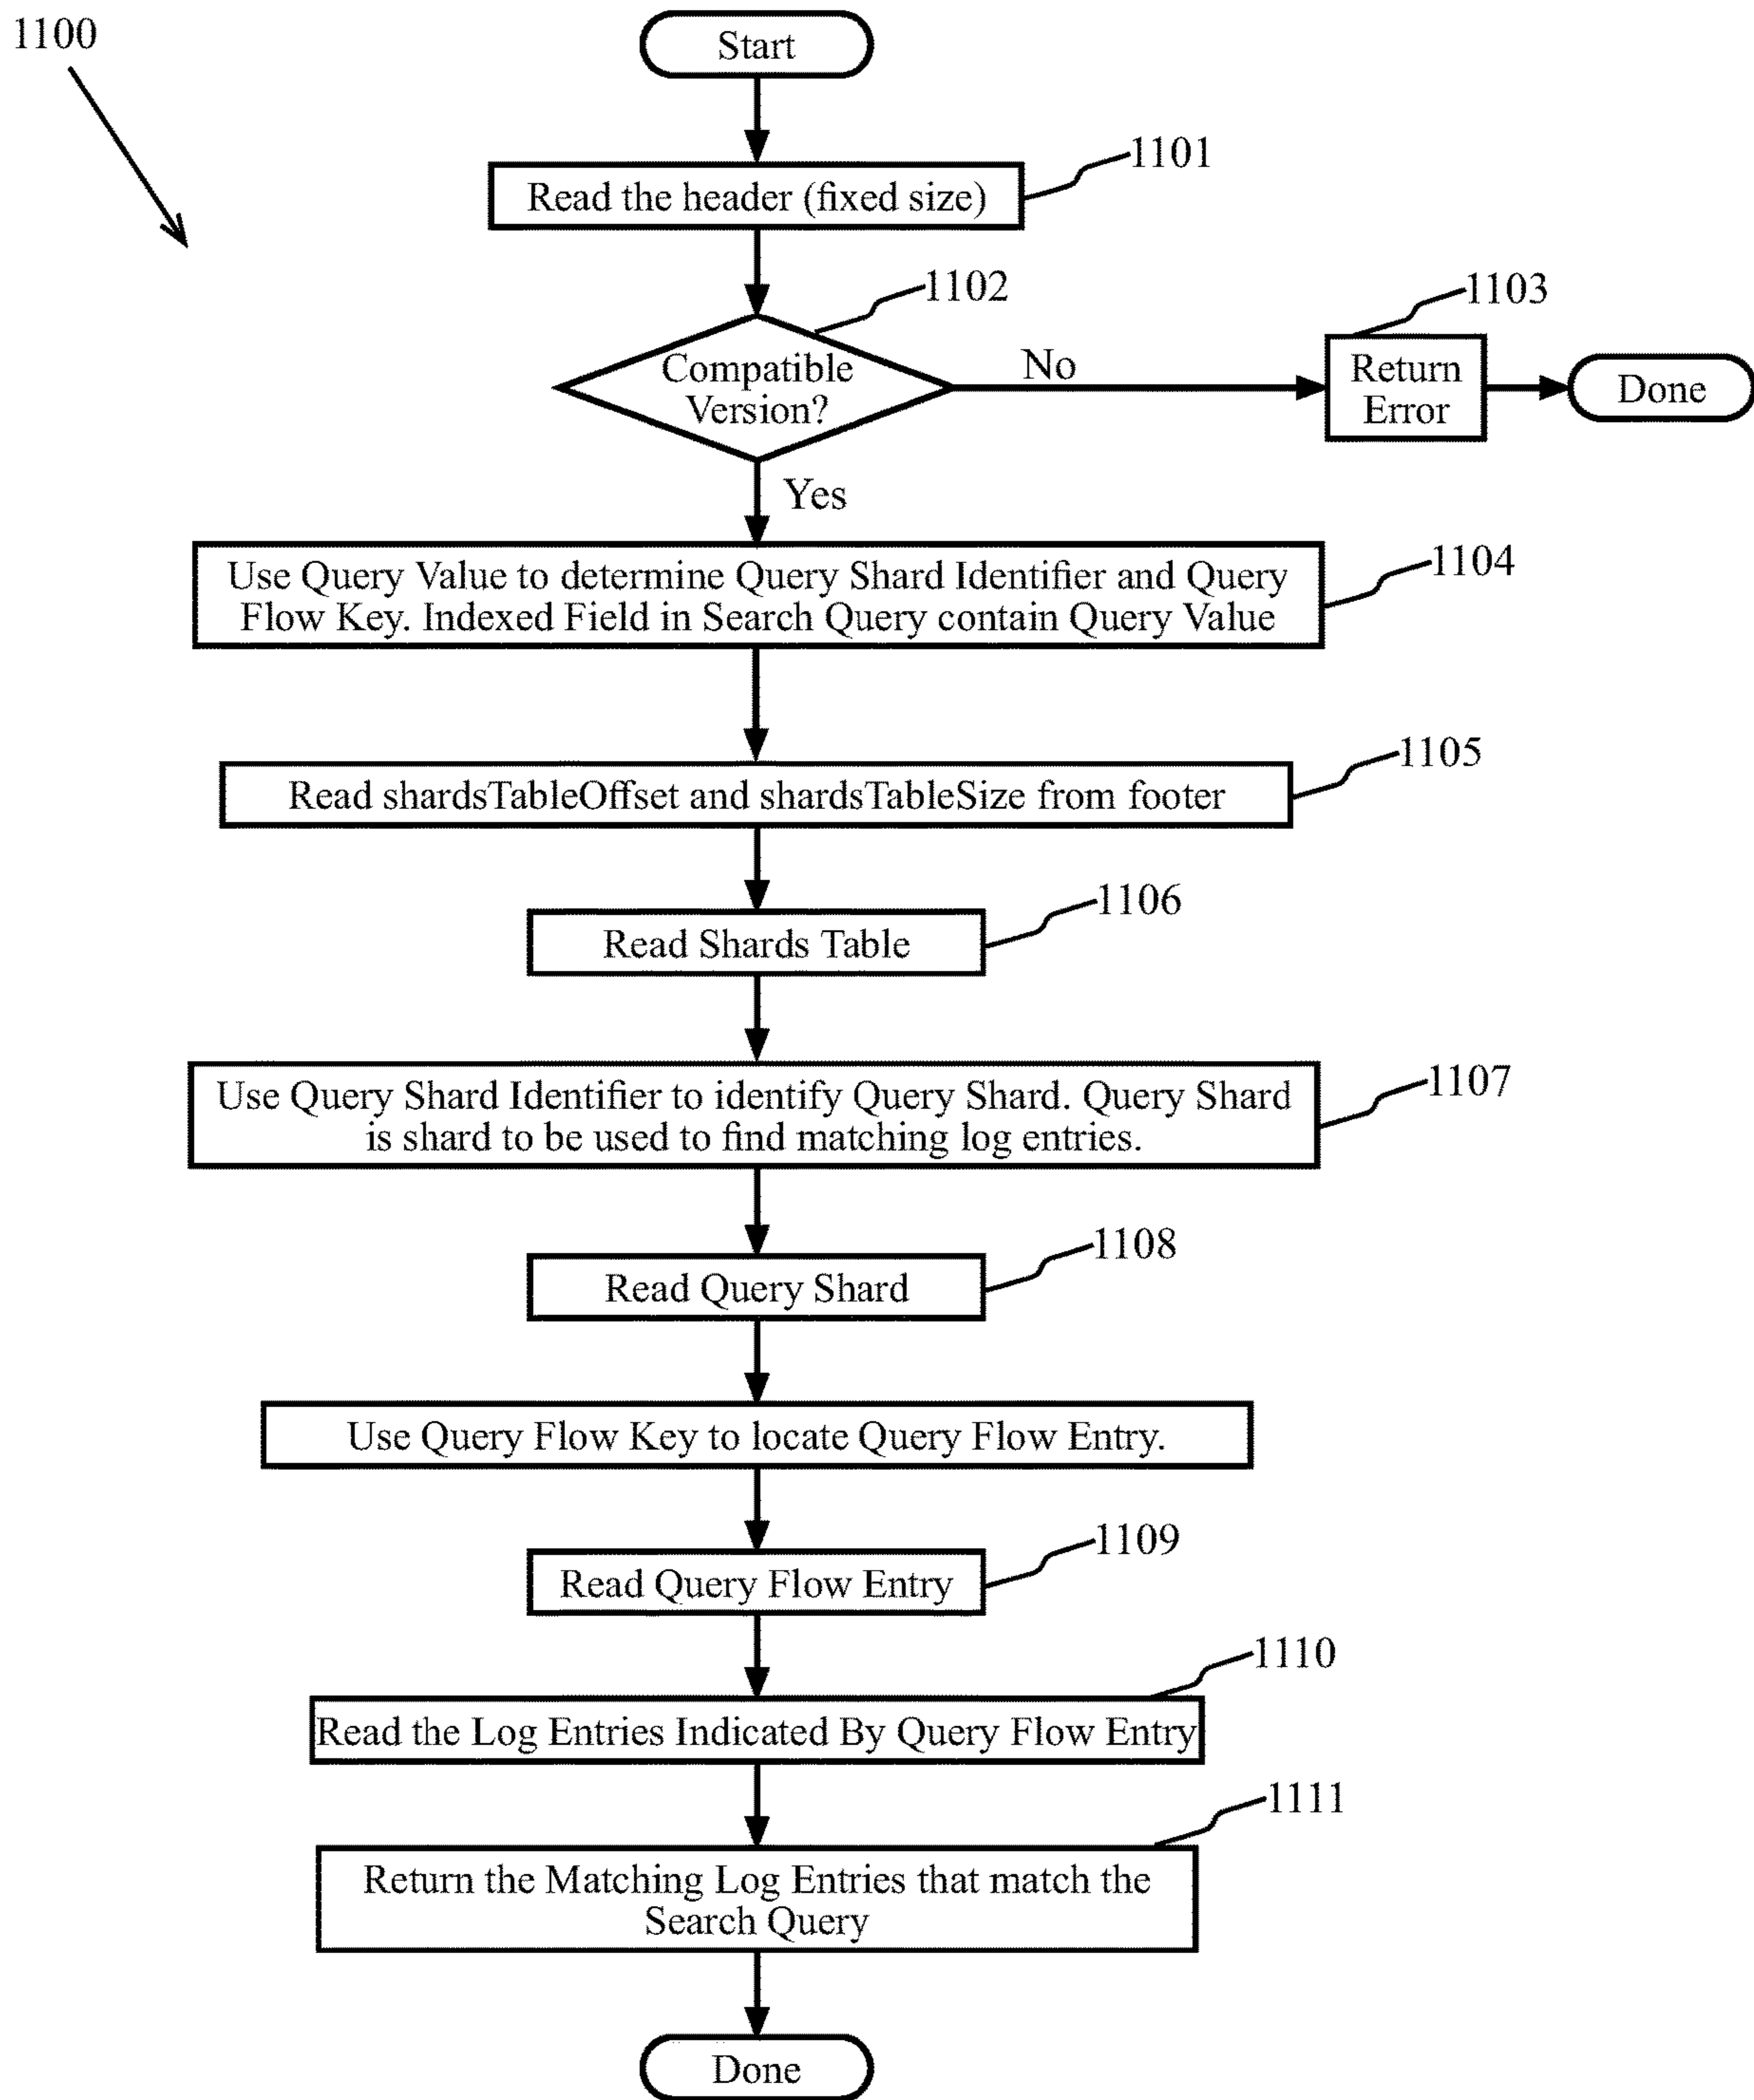 1100
Start
1101
Read the header (fixed size)
1102
1103
Compatible
Version?
No
Return
Error
Done
Yes
1104
Use Query Value to determine Query Shard Identifier and Query
Flow Key. Indexed Field in Search Query contain Query Value
1105
Read shardsTableOffset and shardsTableSize from footer
1106
Read Shards Table
1107
Use Query Shard Identifier to identify Query Shard. Query Shard
is shard to be used to find matching log entries.
1108
Read Query Shard
Use Query Flow Key to locate Query Flow Entry.
1109
Read Query Flow Entry
1110
Read the Log Entries Indicated By Query Flow Entry
1111
Return the Matching Log Entries that match the
Search Query
Done